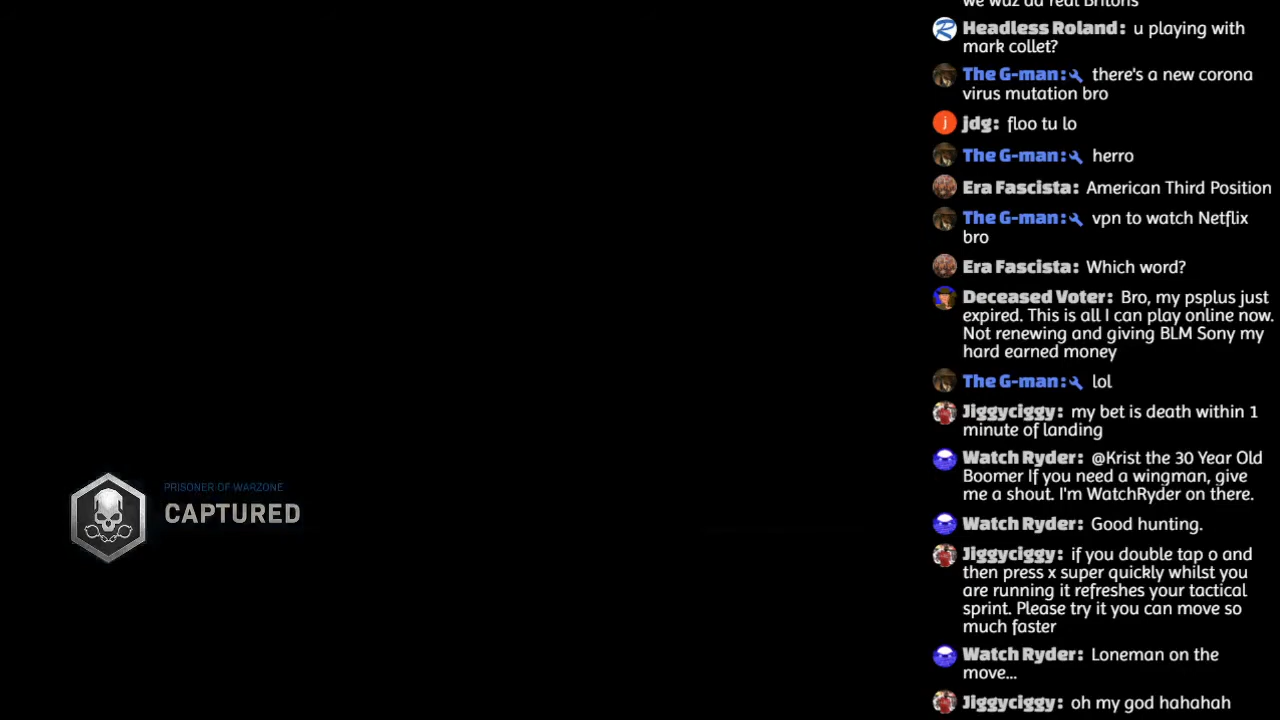 we waz da real Britons
Headless Roland: u playing with
mark collet?
The G-man: there's a new corona
virus mutation bro
jdg: floo tu lo
The G-man: herro
Era Fascista: American Third Position
The G-man: vpn to watch Netflix
bro
Era Fascista: Which word?
Deceased Voter: Bro, my psplus just
expired. This is all I can play online now.
Not renewing and giving BLM Sony my
hard earned money
The G-man: lol
Jiggyciggy: my bet is death within 1
minute of landing
Watch Ryder: @Krist the 30 Year Old
Boomer If you need a wingman, give
me a shout. I'm WatchRyder on there.
PRISONER OF WARZONE
CAPTURED
Watch Ryder: Good hunting.
Jiggyciggy: if you double tap o and
then press x super quickly whilst you
are running it refreshes your tactical
sprint. Please try it you can move so
much faster
Watch Ryder: Loneman on the
move...
Jiggyciggy: oh my god hahahah